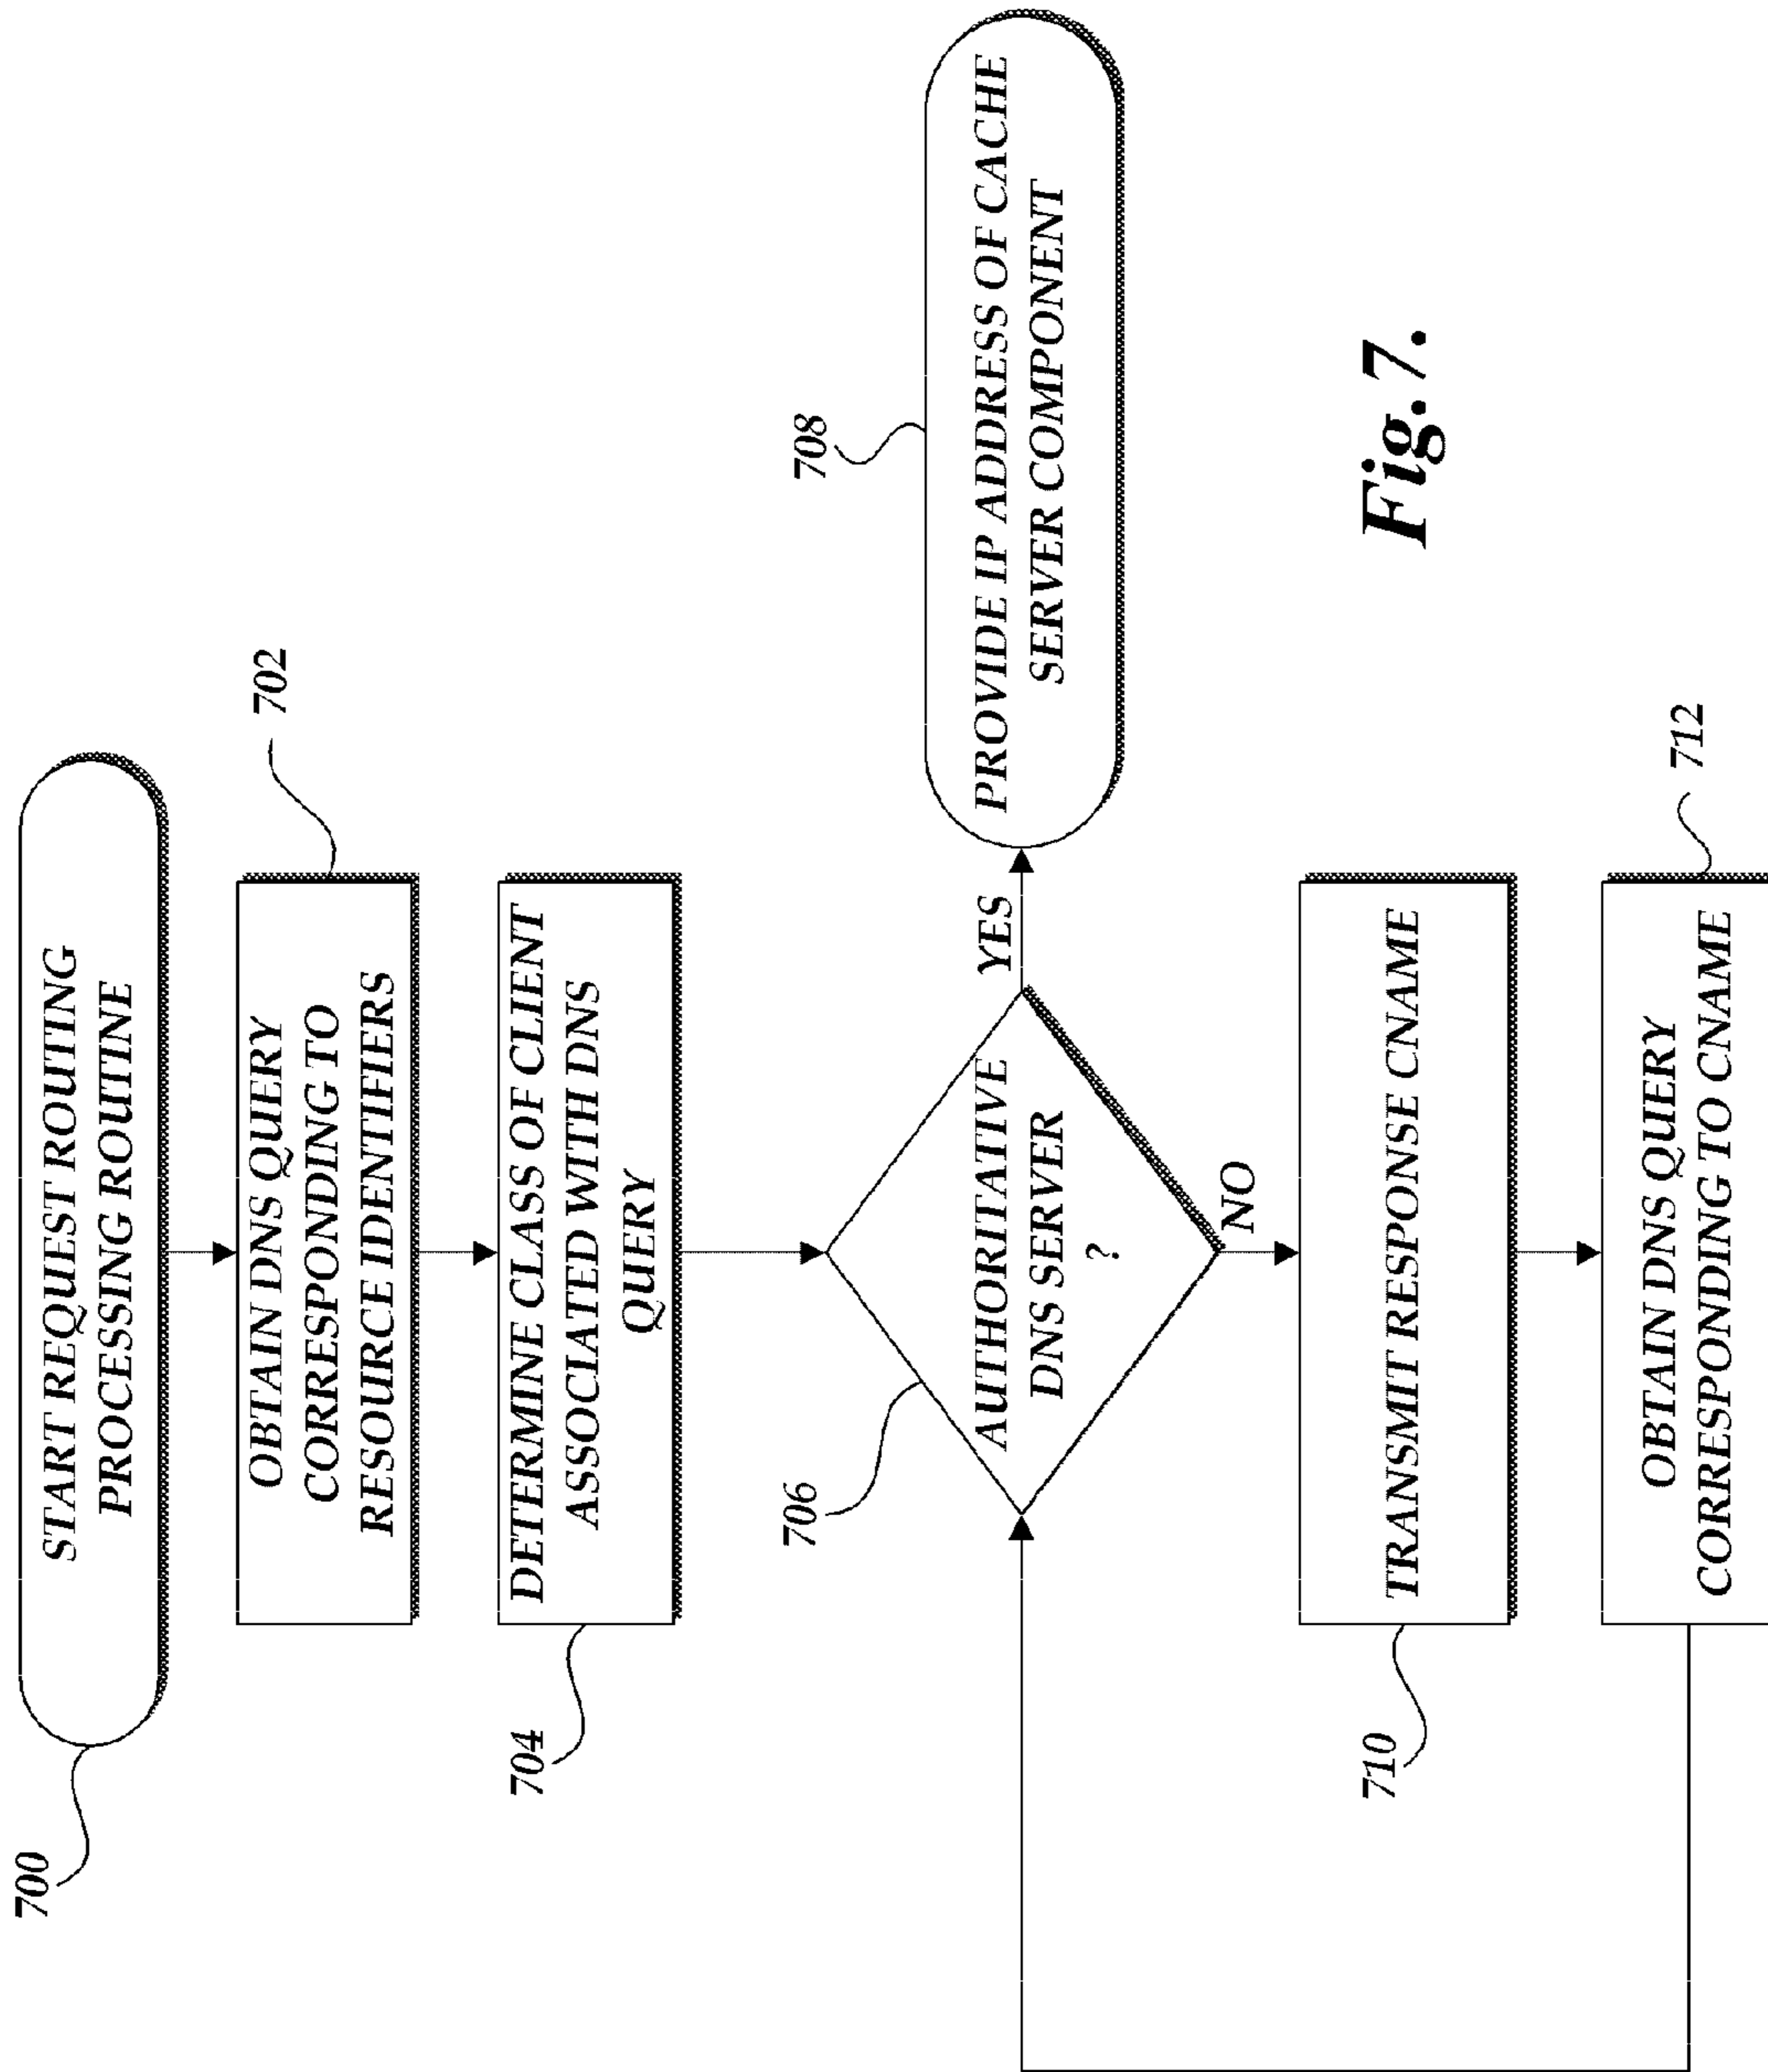 700
START REQUEST ROUTING
PROCESSING ROUTINE
702
OBTAIN DNS QUERY
CORRESPONDING TO
RESOURCE IDENTIFIERS
704
DETERMINE CLASS OF CLIENT
ASSOCIATED WITH DNS
QUERY
706
AUTHORITATIVE
DNS SERVER
?
YES
708
PROVIDE IP ADDRESS OF CACHE
SERVER COMPONENT
NO
710
TRANSMIT RESPONSE CNAME
712
OBTAIN DNS QUERY
CORRESPONDING TO CNAME
Fig.7.